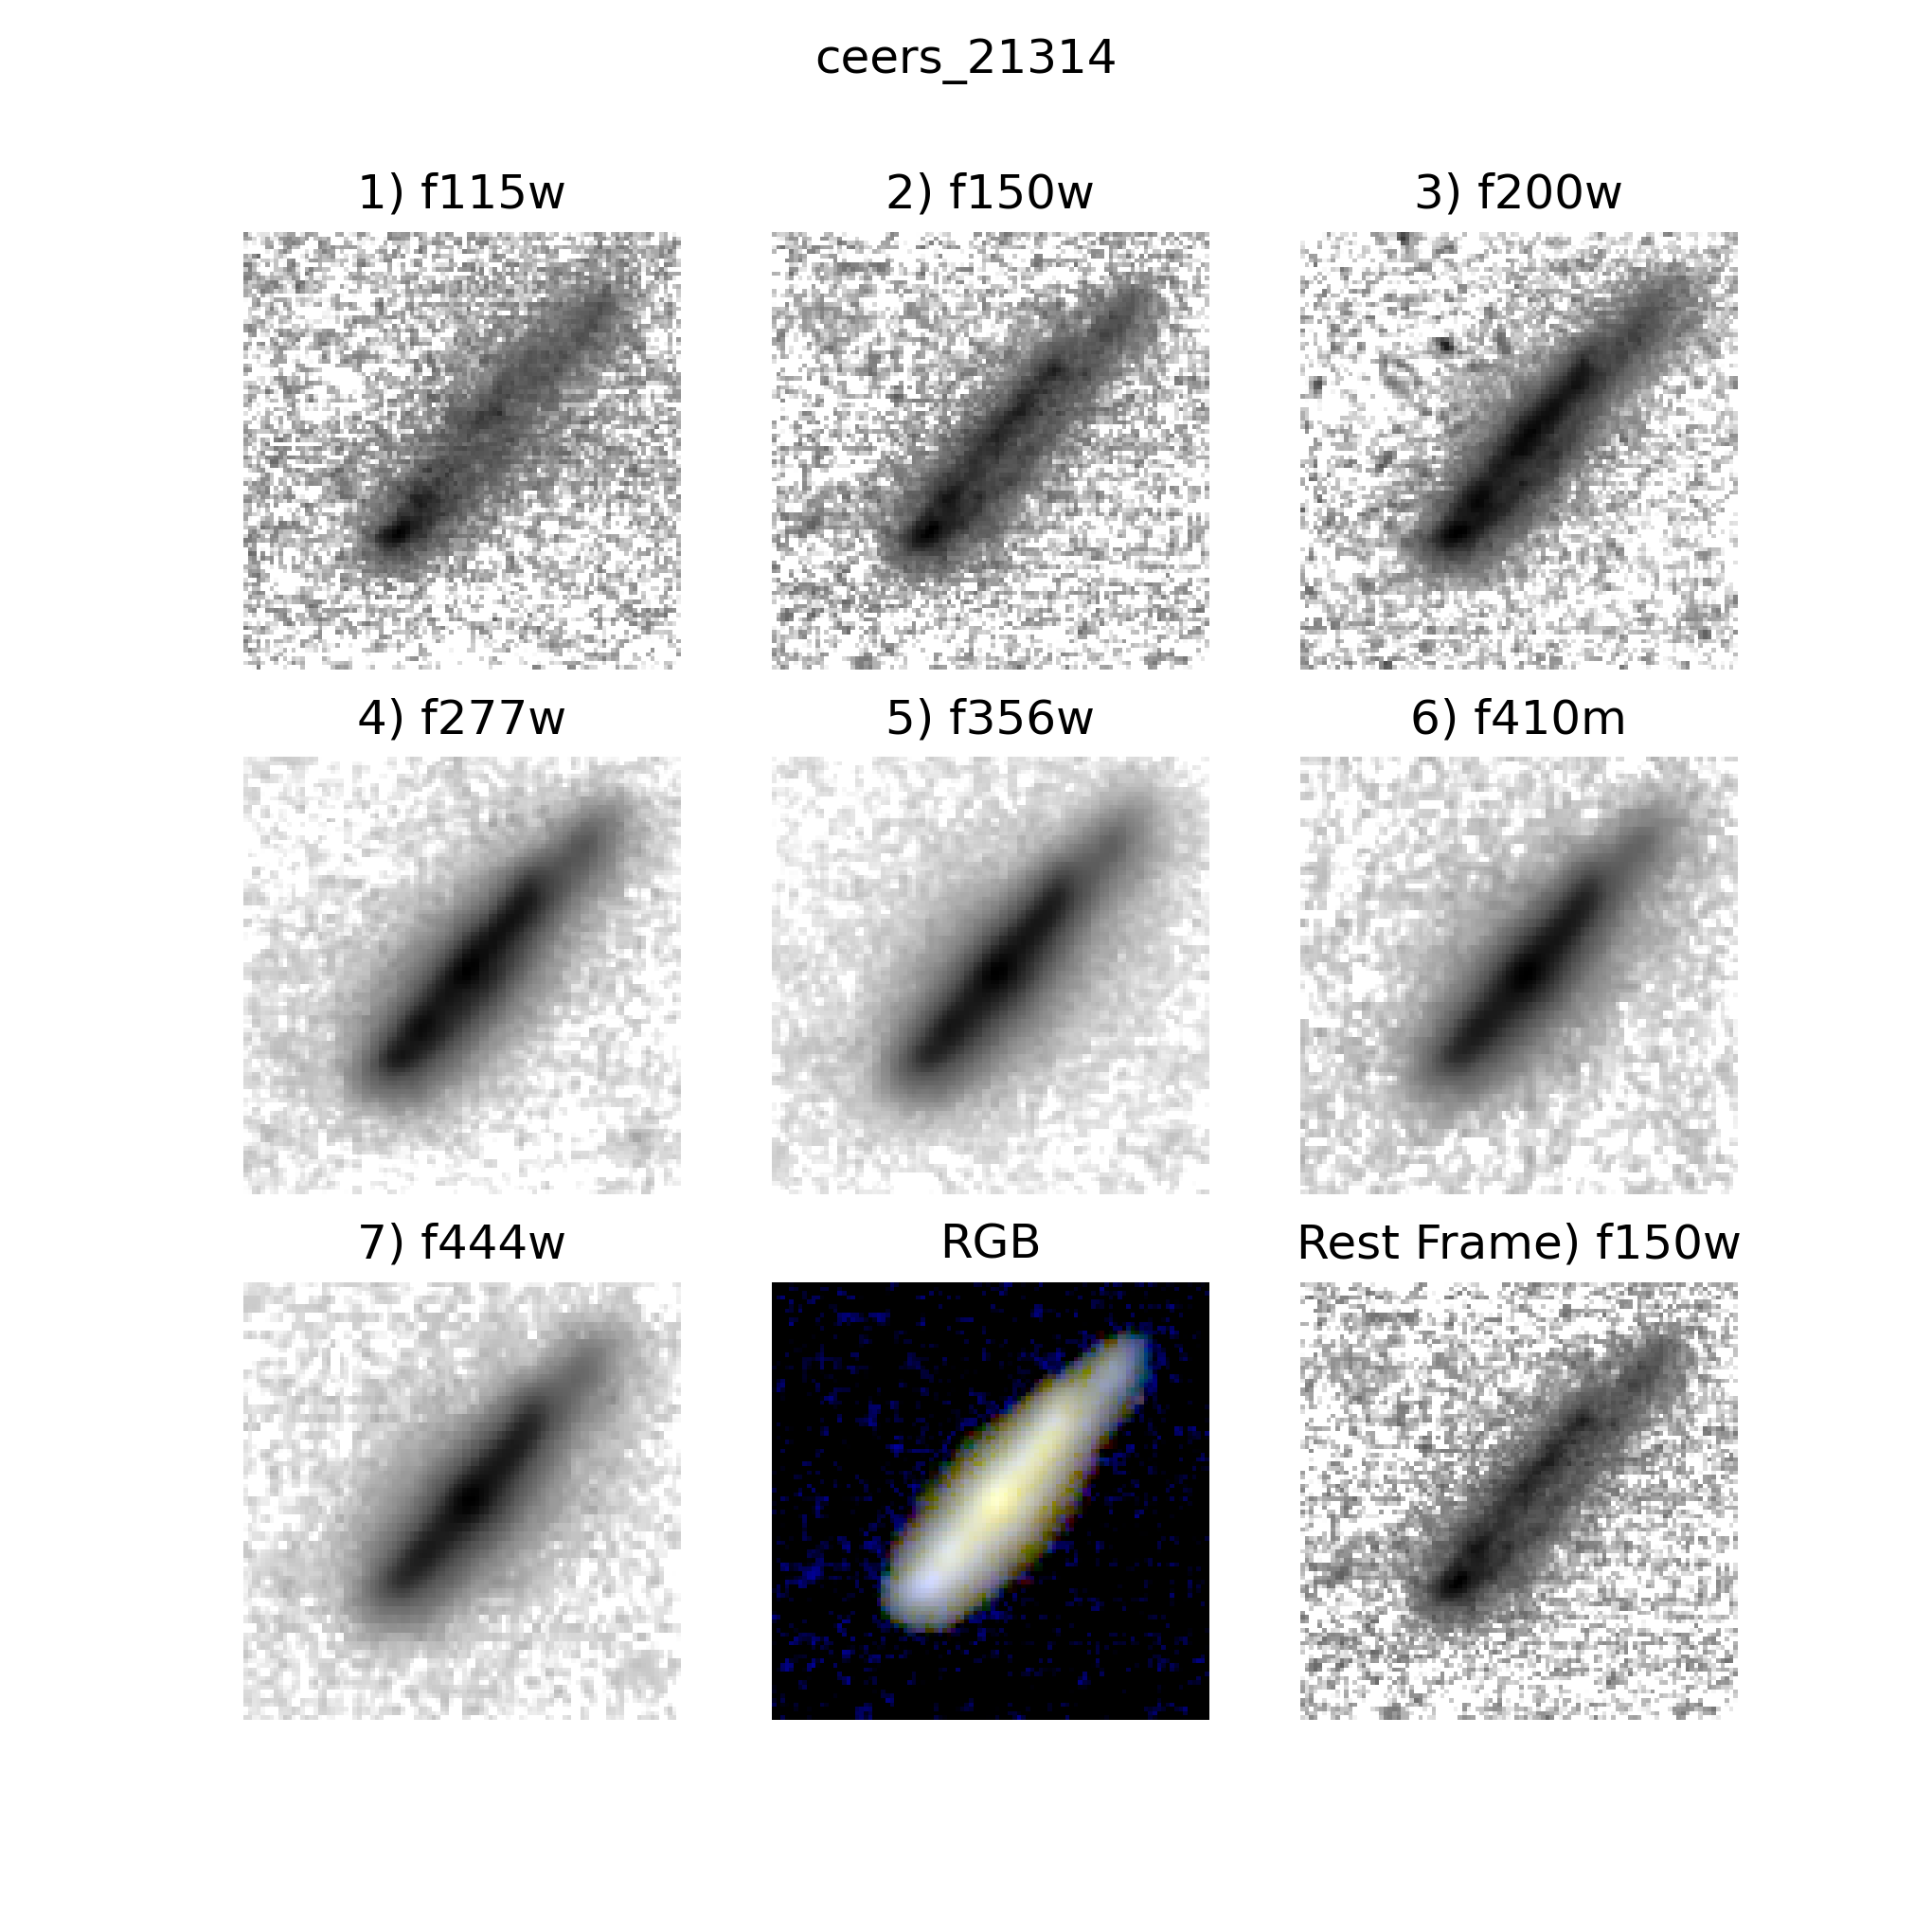 ceers_21314
1) f115w
2) f150w
3) f200w
4) f277w
5) f356w
6) f410m
7) f444w
RGB
Rest Frame) f150w